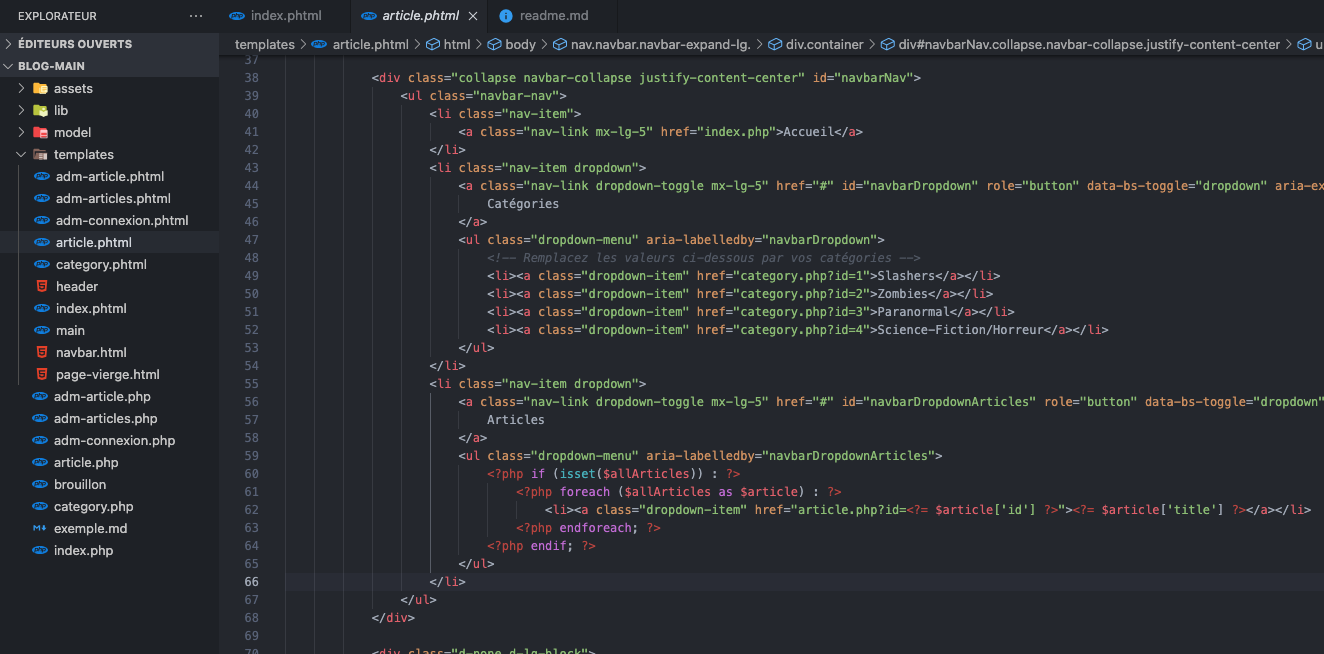 EXPLORATEUR ···
ÉDITEURS OUVERTS
BLOG-MAIN
assets
lib
model
templates
adm-article.phtml
adm-articles.phtml
adm-connexion.phtml
article.phtml
category.phtml
header
index.phtml
main
navbar.html
page-vierge.html
adm-article.php
adm-articles.php
adm-connexion.php
article.php
brouillon
category.php
exemple.md
index.php
index.phtml article.phtml readme.md
templates > article.phtml > html > body > nav.navbar.navbar-expand-lg. > div.container > div#navbarNav.collapse.navbar-collapse.justify-content-center > u
37
38 <div class="collapse navbar-collapse justify-content-center" id="navbarNav">
39 <ul class="navbar-nav">
40 <li class="nav-item">
41 <a class="nav-link mx-lg-5" href="index.php">Accueil</a>
42 </li>
43 <li class="nav-item dropdown">
44 <a class="nav-link dropdown-toggle mx-lg-5" href="#" id="navbarDropdown" role="button" data-bs-toggle="dropdown" aria-ex
45 Catégories
46 </a>
47 <ul class="dropdown-menu" aria-labelledby="navbarDropdown">
48 <!-- Remplacez les valeurs ci-dessous par vos catégories -->
49 <li><a class="dropdown-item" href="category.php?id=1">Slashers</a></li>
50 <li><a class="dropdown-item" href="category.php?id=2">Zombies</a></li>
51 <li><a class="dropdown-item" href="category.php?id=3">Paranormal</a></li>
52 <li><a class="dropdown-item" href="category.php?id=4">Science-Fiction/Horreur</a></li>
53 </ul>
54 </li>
55 <li class="nav-item dropdown">
56 <a class="nav-link dropdown-toggle mx-lg-5" href="#" id="navbarDropdownArticles" role="button" data-bs-toggle="dropdown"
57 Articles
58 </a>
59 <ul class="dropdown-menu" aria-labelledby="navbarDropdownArticles">
60 <?php if (isset($allArticles)) : ?>
61 <?php foreach ($allArticles as $article) : ?>
62 <li><a class="dropdown-item" href="article.php?id=<?= $article['id'] ?>"><?= $article['title'] ?></a></li>
63 <?php endforeach; ?>
64 <?php endif; ?>
65 </ul>
66 </li>
67 </ul>
68 </div>
69
70 <div class="d-none d-lg-block">